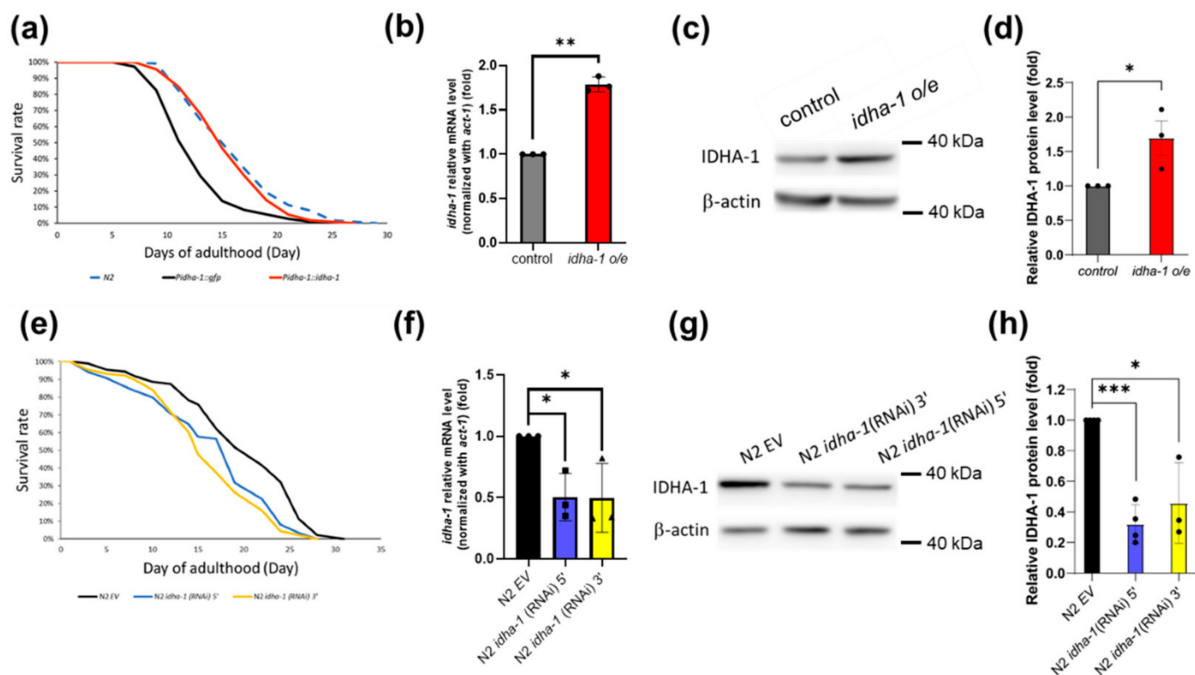 (a)
100%
90%
80%
70%
60%
50%
40%
30%
20%
10%
0%
Survival rate
0 5 10 15 20 25 30
Days of adulthood (Day)
N2 Pidha-1::gfp Pidha-1::idha-1
(b)
idha-1 relative mRNA level
(normalized with act-1) (fold)
2.0
1.5
1.0
0.5
0.0
**
control idha-1 o/e
(c)
control idha-1 o/e
IDHA-1
β-actin
40 kDa
40 kDa
(d)
Relative IDHA-1 protein level (fold)
2.5
2.0
1.5
1.0
0.5
0.0
*
control idha-1 o/e
(e)
100%
90%
80%
70%
60%
50%
40%
30%
20%
10%
0%
Survival rate
0 5 10 15 20 25 30 35
Day of adulthood (Day)
N2 EV N2 idha-1 (RNAi) 5' N2 idha-1 (RNAi) 3'
(f)
idha-1 relative mRNA level
(normalized with act-1) (fold)
1.5
1.0
0.5
0.0
*
*
N2 EV
N2 idha-1 (RNAi) 5'
N2 idha-1 (RNAi) 3'
(g)
N2 EV
N2 idha-1(RNAi) 3'
N2 idha-1(RNAi) 5'
IDHA-1
β-actin
40 kDa
40 kDa
(h)
Relative IDHA-1 protein level (fold)
1.4
1.2
1.0
0.8
0.6
0.4
0.2
0.0
*
***
N2 EV
N2 idha-1(RNAi) 5'
N2 idha-1(RNAi) 3'